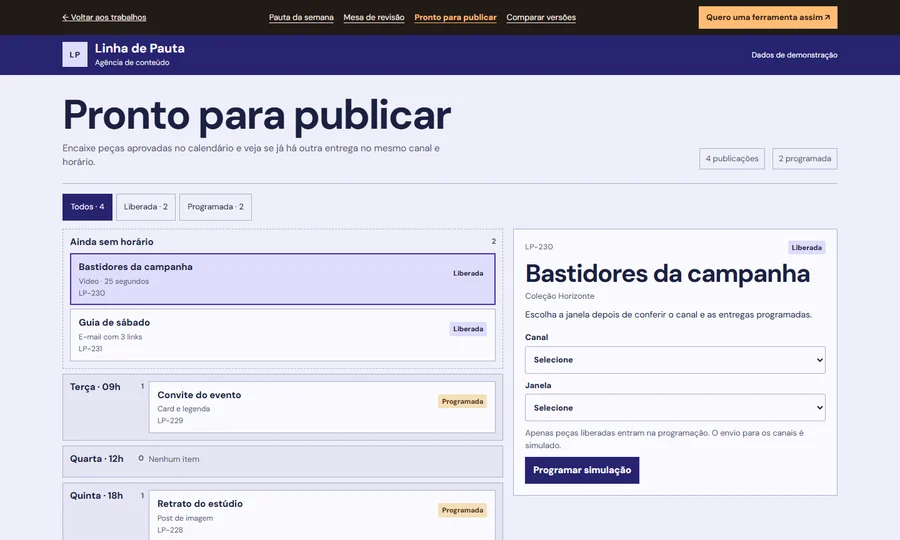 ← Voltar aos trabalhos
Pauta da semana
Mesa de revisão
Pronto para publicar
Comparar versões
Quero uma ferramenta assim ↗
LP
Linha de Pauta
Agência de conteúdo
Dados de demonstração
Pronto para publicar
Encaixe peças aprovadas no calendário e veja se já há outra entrega no mesmo canal e
horário.
4 publicações
2 programada
Todos · 4
Liberada · 2
Programada · 2
Ainda sem horário
2
Bastidores da campanha
Vídeo · 25 segundos
LP-230
Liberada
Guia de sábado
E-mail com 3 links
LP-231
Liberada
Terça · 09h
1
Convite do evento
Card e legenda
LP-229
Programada
Quarta · 12h
0
Nenhum item
Quinta · 18h
1
Retrato do estúdio
Post de imagem
LP-228
Programada
LP-230
Liberada
Bastidores da campanha
Coleção Horizonte
Escolha a janela depois de conferir o canal e as entregas programadas.
Canal
Selecione
Janela
Selecione
Apenas peças liberadas entram na programação. O envio para os canais é
simulado.
Programar simulação